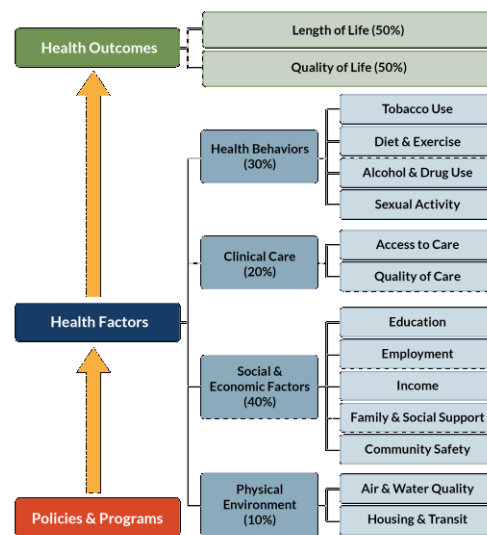 Health Outcomes
Length of Life (50%)
Quality of Life (50%)
Health Behaviors
(30%)
Tobacco Use
Diet & Exercise
Alcohol & Drug Use
Sexual Activity
Clinical Care
(20%)
Access to Care
Quality of Care
Health Factors
Social &
Economic Factors
(40%)
Education
Employment
Income
Family & Social Support
Community Safety
Policies & Programs
Physical
Environment
(10%)
Air & Water Quality
Housing & Transit